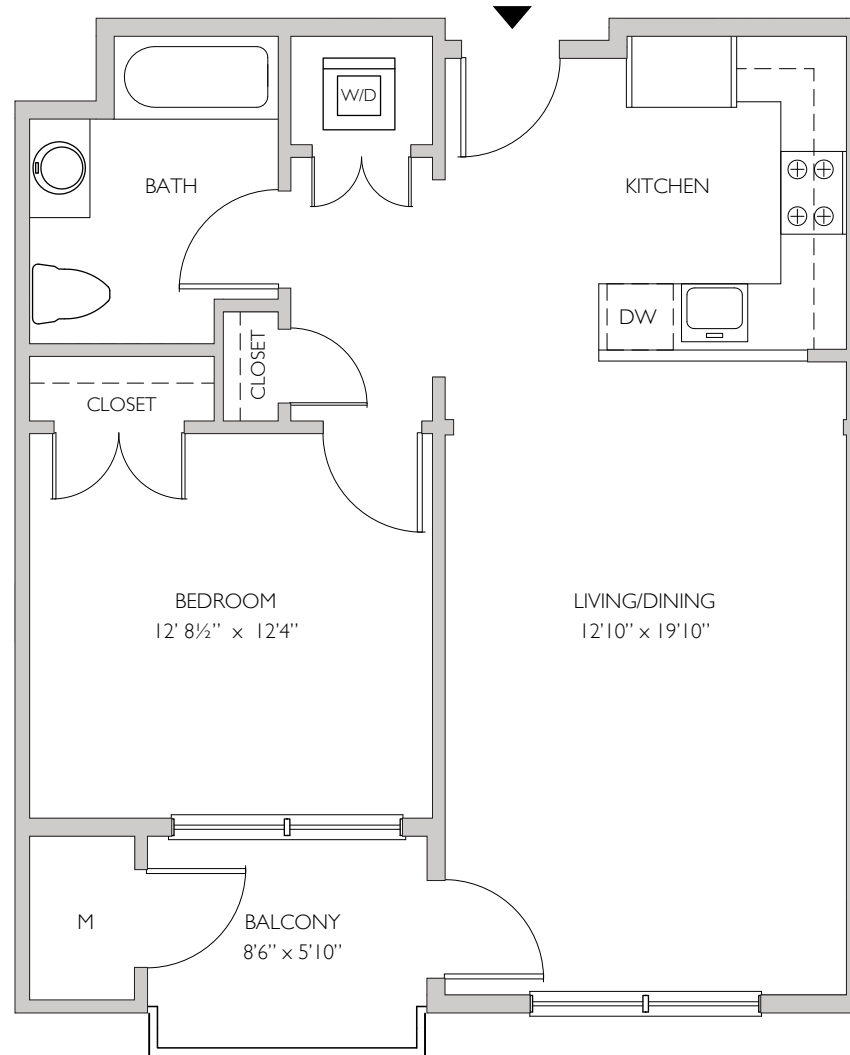 W/D
BATH
KITCHEN
DW
CLOSET
CLOSET
BEDROOM
12' 8½” x 12'4”
LIVING/DINING
12'10” x 19'10”
M
BALCONY
8'6” x 5'10”